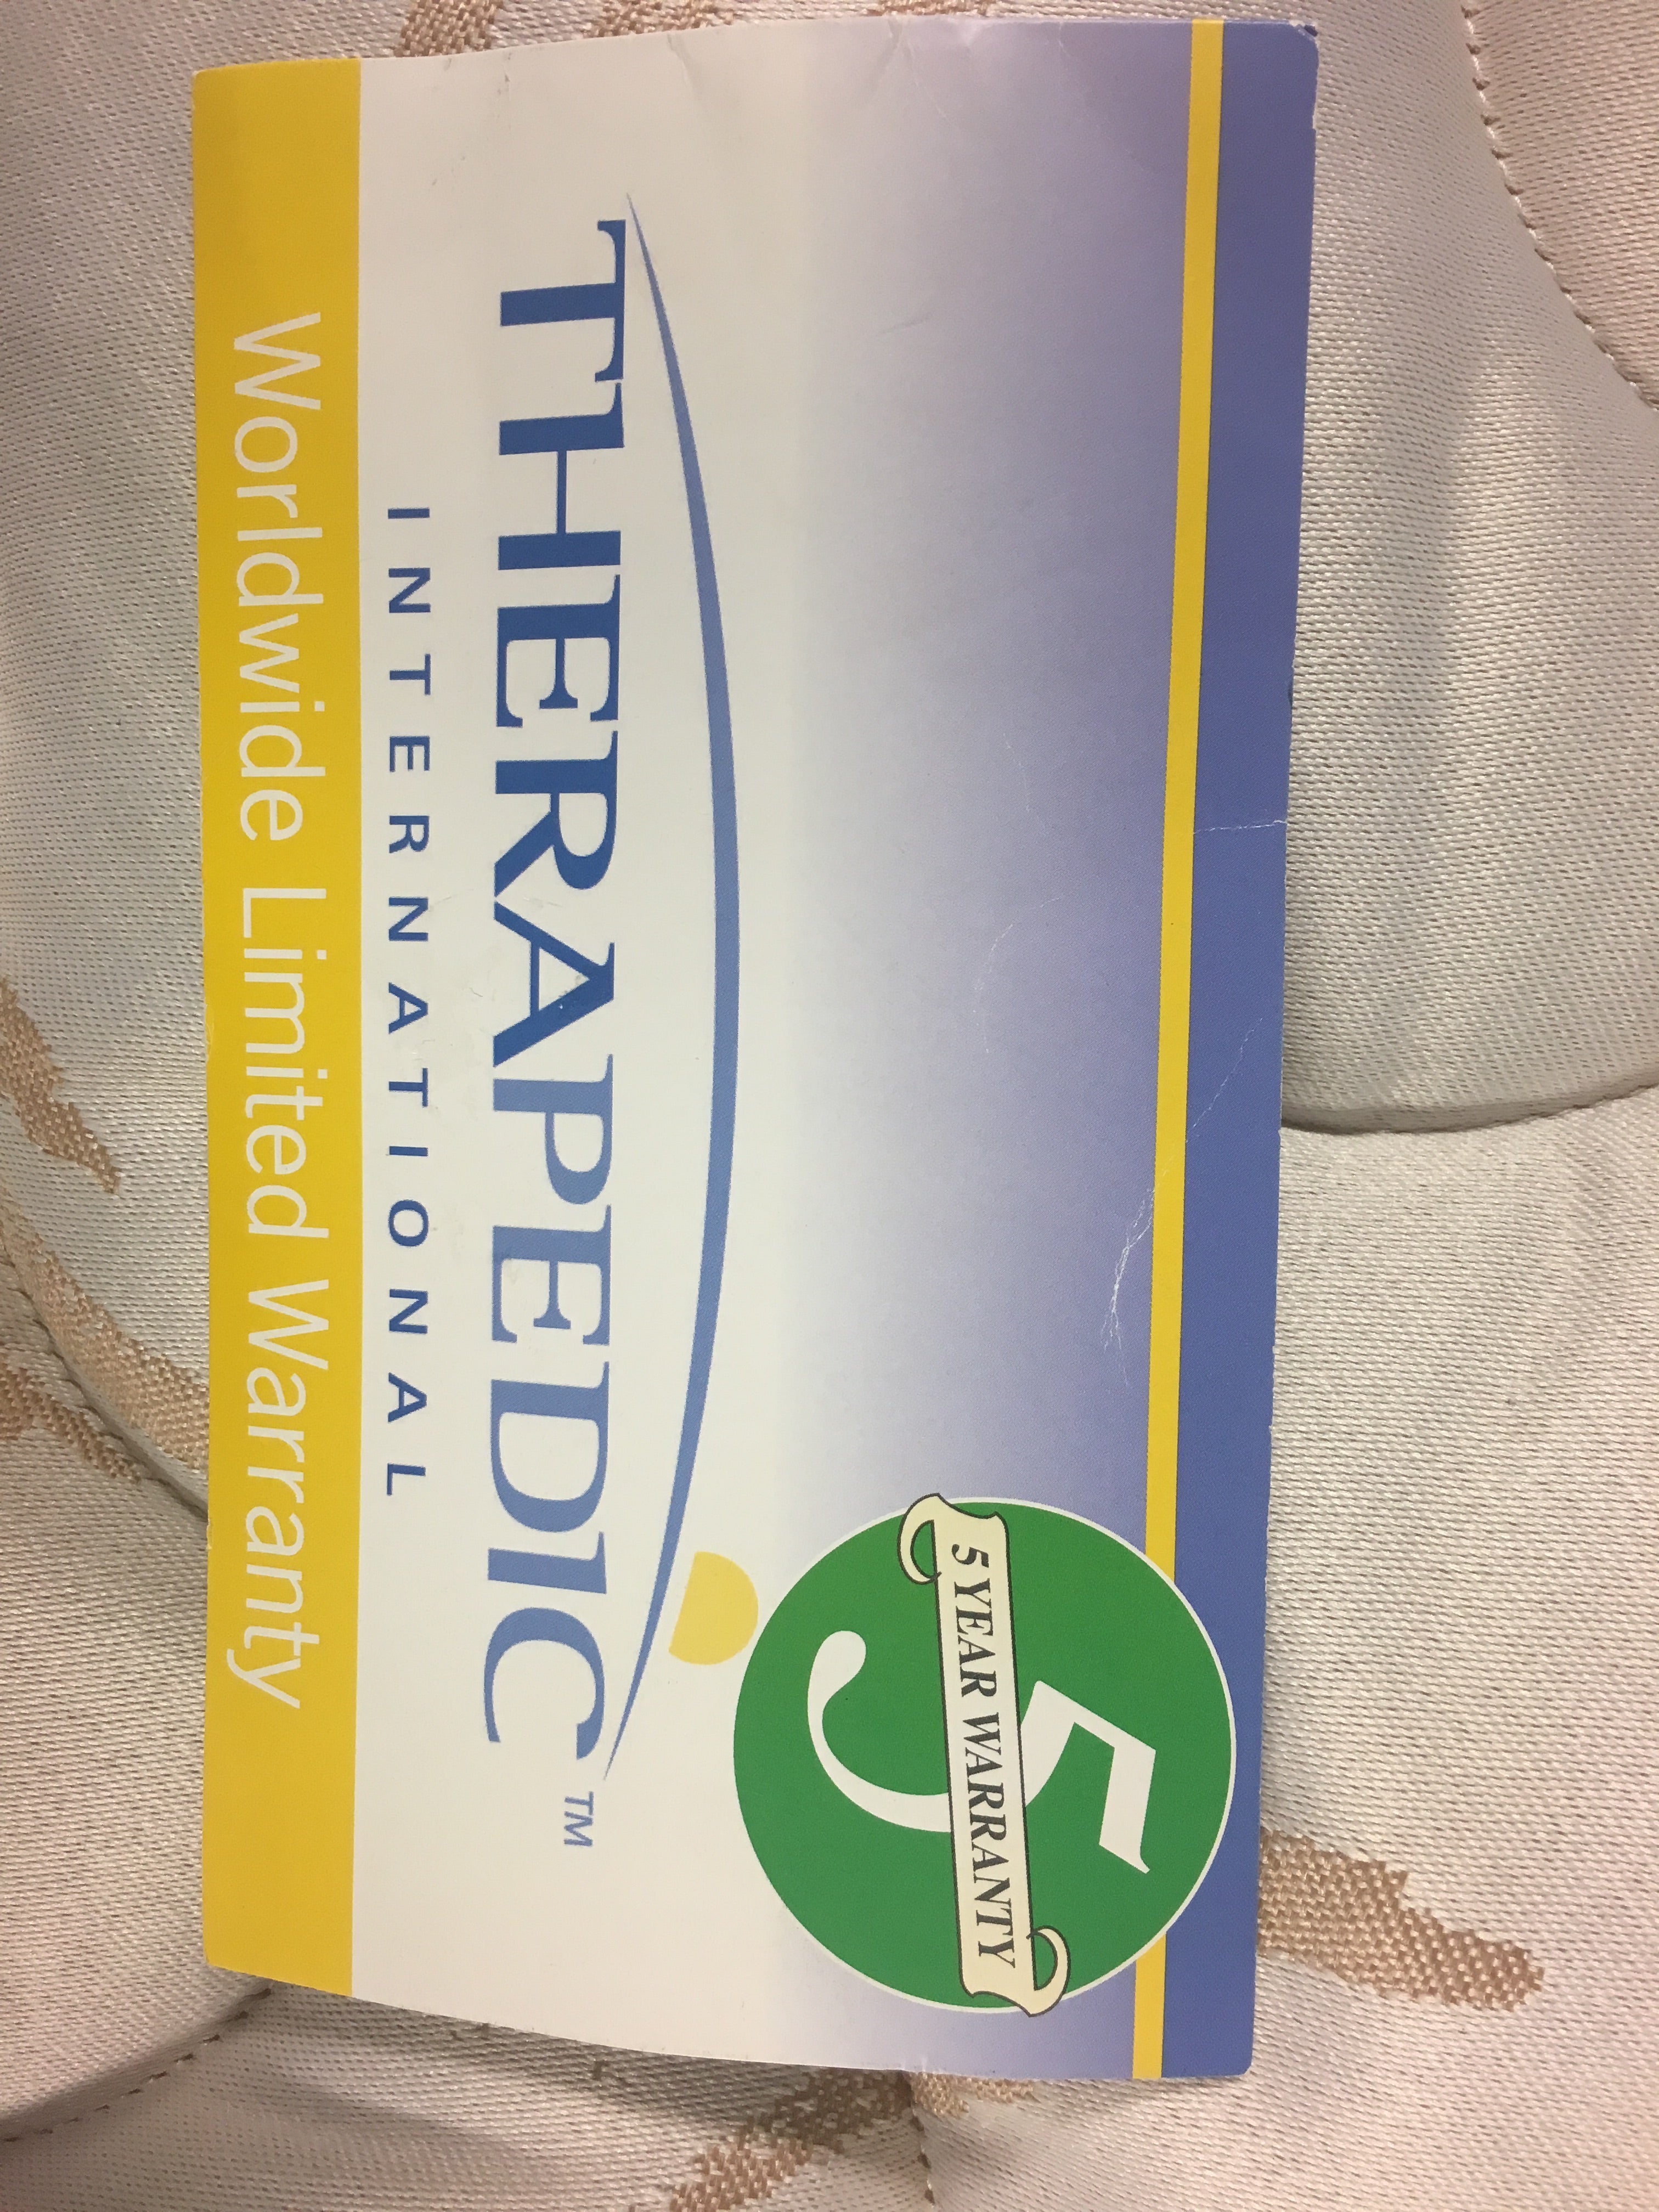 5
5 YEAR WARRANTY
THERAPEDIC™
INTERNATIONAL
Worldwide Limited Warranty